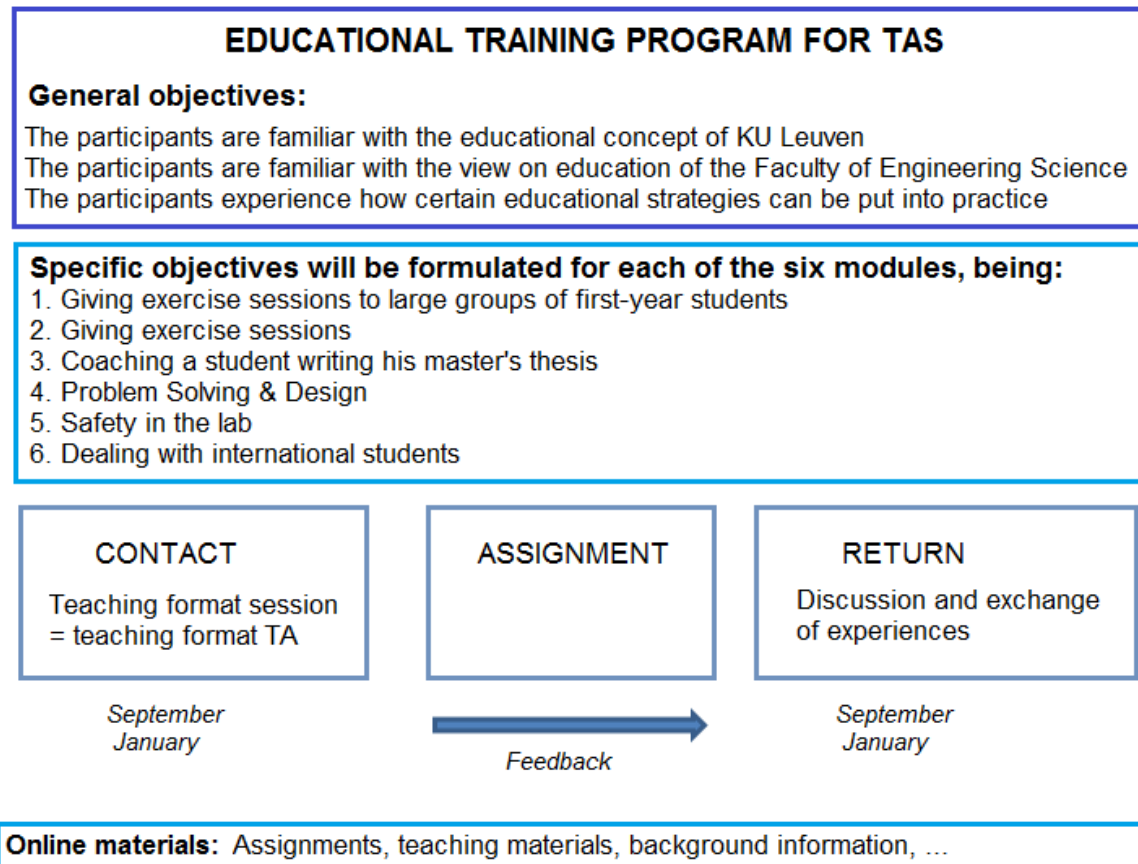 EDUCATIONAL TRAINING PROGRAM FOR TAS
General objectives:
The participants are familiar with the educational concept of KU Leuven
The participants are familiar with the view on education of the Faculty of Engineering Science
The participants experience how certain educational strategies can be put into practice
Specific objectives will be formulated for each of the six modules, being:
1. Giving exercise sessions to large groups of first-year students
2. Giving exercise sessions
3. Coaching a student writing his master's thesis
4. Problem Solving & Design
5. Safety in the lab
6. Dealing with international students
CONTACT
Teaching format session
= teaching format TA
ASSIGNMENT
RETURN
Discussion and exchange
of experiences
September
January
Feedback
September
January
Online materials: Assignments, teaching materials, background information, ...